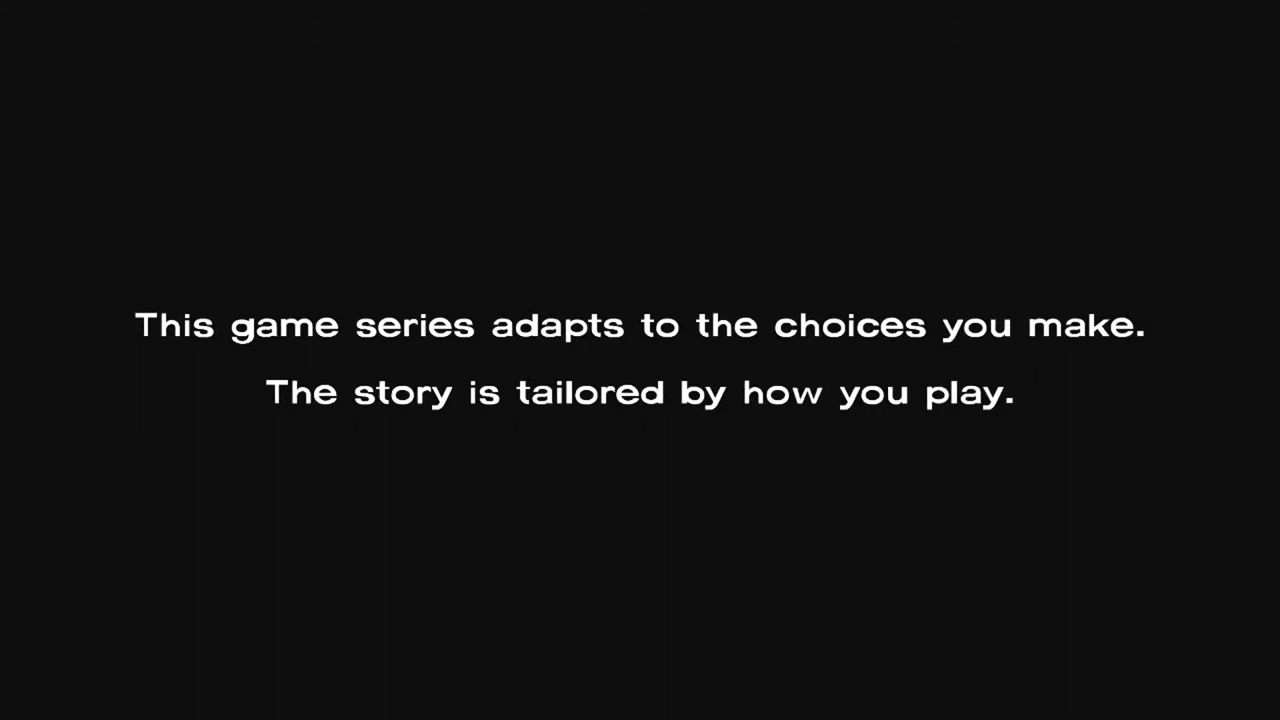 This game series adapts to the choices you make.
The story is tailored by how you play.